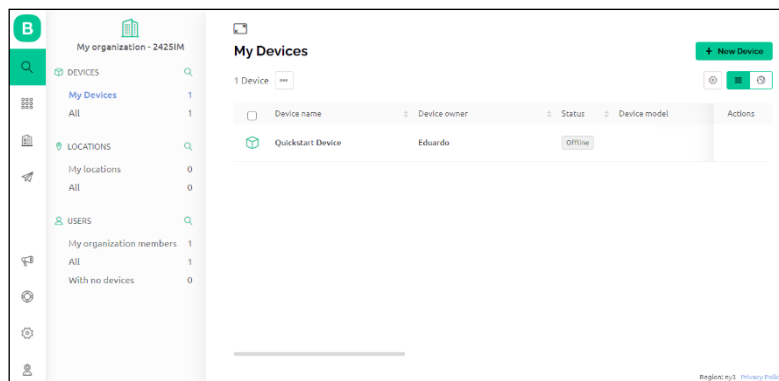 B
My organization - 2425IM
DEVICES
My Devices 1
All 1
LOCATIONS
My locations 0
All 0
USERS
My organization members 1
All 1
With no devices 0
My Devices
+ New Device
1 Device ...
Device name Device owner Status Device model Actions
Quickstart Device Eduardo Offline
Region: ny3 Privacy Policy